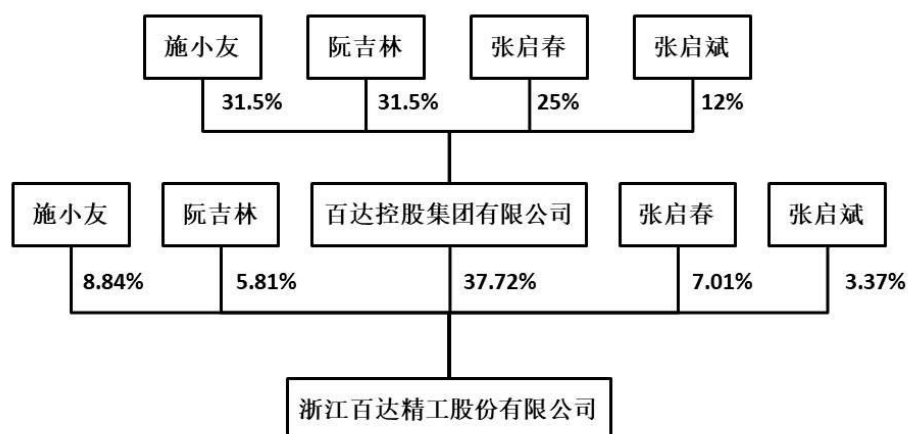 施小友 阮吉林 张启春 张启斌
31.5% 31.5% 25% 12%
施小友 阮吉林 百达控股集团有限公司 张启春 张启斌
8.84% 5.81% 37.72% 7.01% 3.37%
浙江百达精工股份有限公司